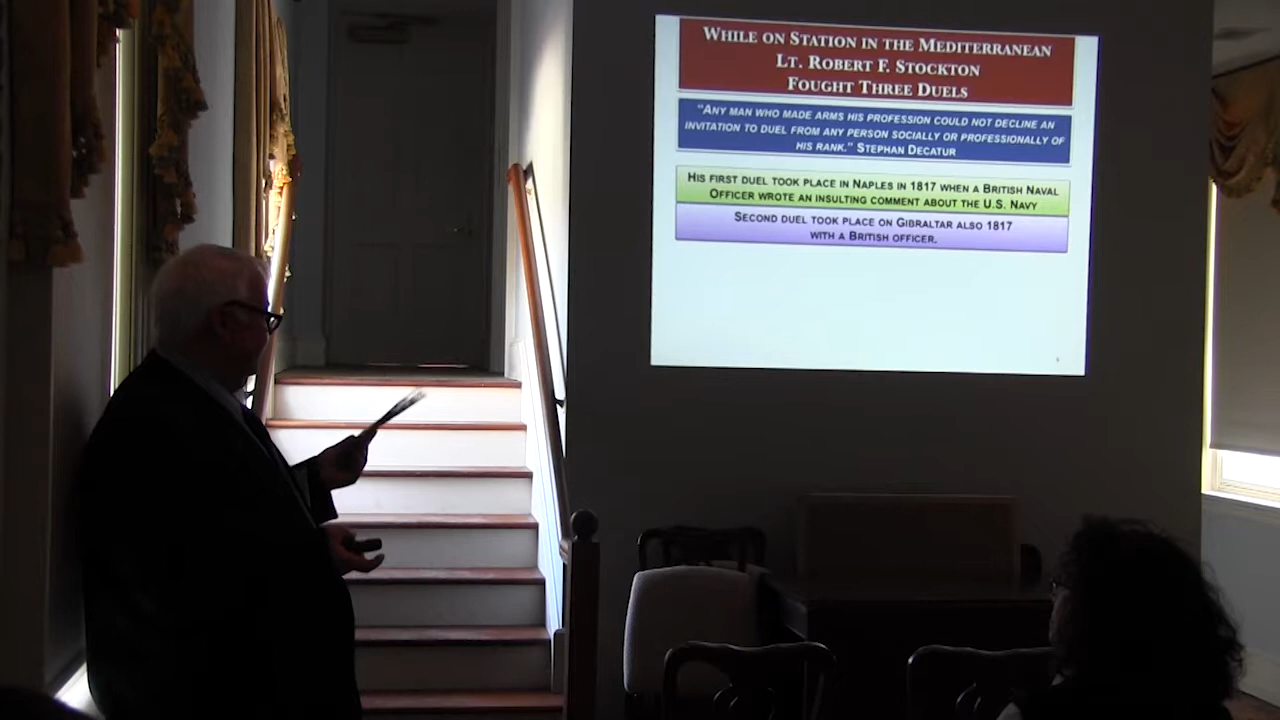 While on Station in the Mediterranean
Lt. Robert F. Stockton
Fought Three Duels
"Any man who made arms his profession could not decline an
invitation to duel from any person socially or professionally of
his rank." Stephan Decatur
His first duel took place in Naples in 1817 when a British Naval
Officer wrote an insulting comment about the U.S. Navy
Second duel took place on Gibraltar also 1817
with a British officer.